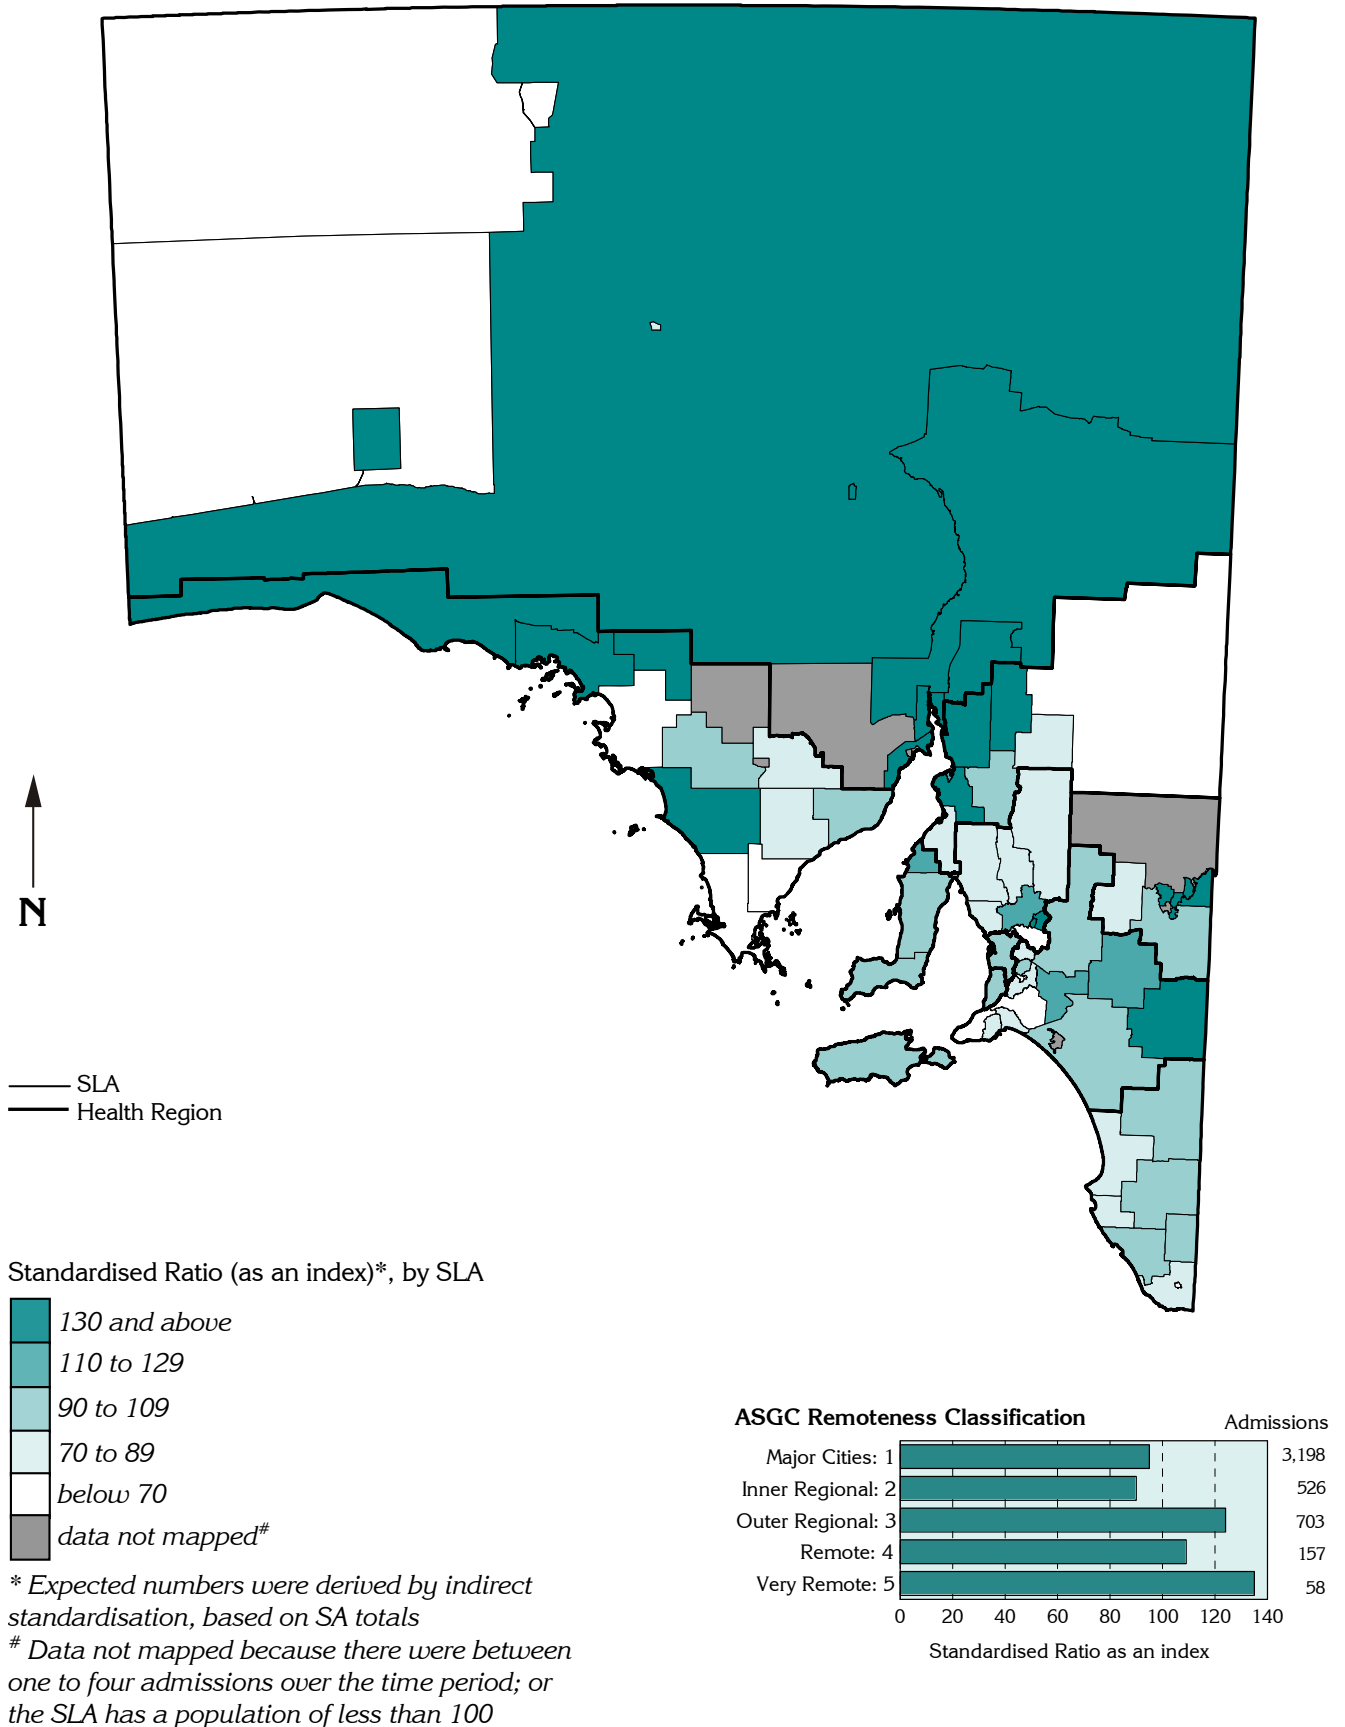 N
SLA
Health Region
Standardised Ratio (as an index)*, by SLA
130 and above
110 to 129
90 to 109
70 to 89
below 70
data not mapped#
* Expected numbers were derived by indirect
standardisation, based on SA totals
# Data not mapped because there were between
one to four admissions over the time period; or
the SLA has a population of less than 100
ASGC Remoteness Classification Admissions
Major Cities: 1 3,198
Inner Regional: 2 526
Outer Regional: 3 703
Remote: 4 157
Very Remote: 5 58
0 20 40 60 80 100 120 140
Standardised Ratio as an index